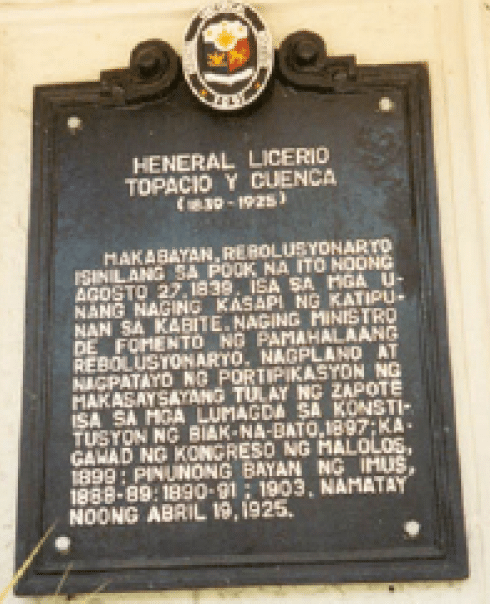 HENERAL LICERIO
TOPACIO Y CUENCA
(1839-1925)
MAKABAYAN, REBOLUSYONARYO
ISINILANG SA POOK NA ITO NOONG
AGOSTO 27, 1839. ISA SA MGA U-
NANG NAGING KASAPI NG KATIPU-
NAN SA KABITE. NAGING MINISTRO
DE FOMENTO NG PAMAHALAANG
REBOLUSYONARYO. NAGPLANO AT
NAGPATAYO NG PORTIPIKASYON NG
MAKASAYSAYANG TULAY NG ZAPOTE
ISA SA MGA LUMAGDA SA KONSTI-
TUSYON NG BIAK-NA-BATO, 1897; KA-
GAWAD NG KONGRESO NG MALOLOS,
1899; PINUNONG BAYAN NG IMUS,
1888-89; 1890-91; 1903. NAMATAY
NOONG ABRIL 19, 1925.